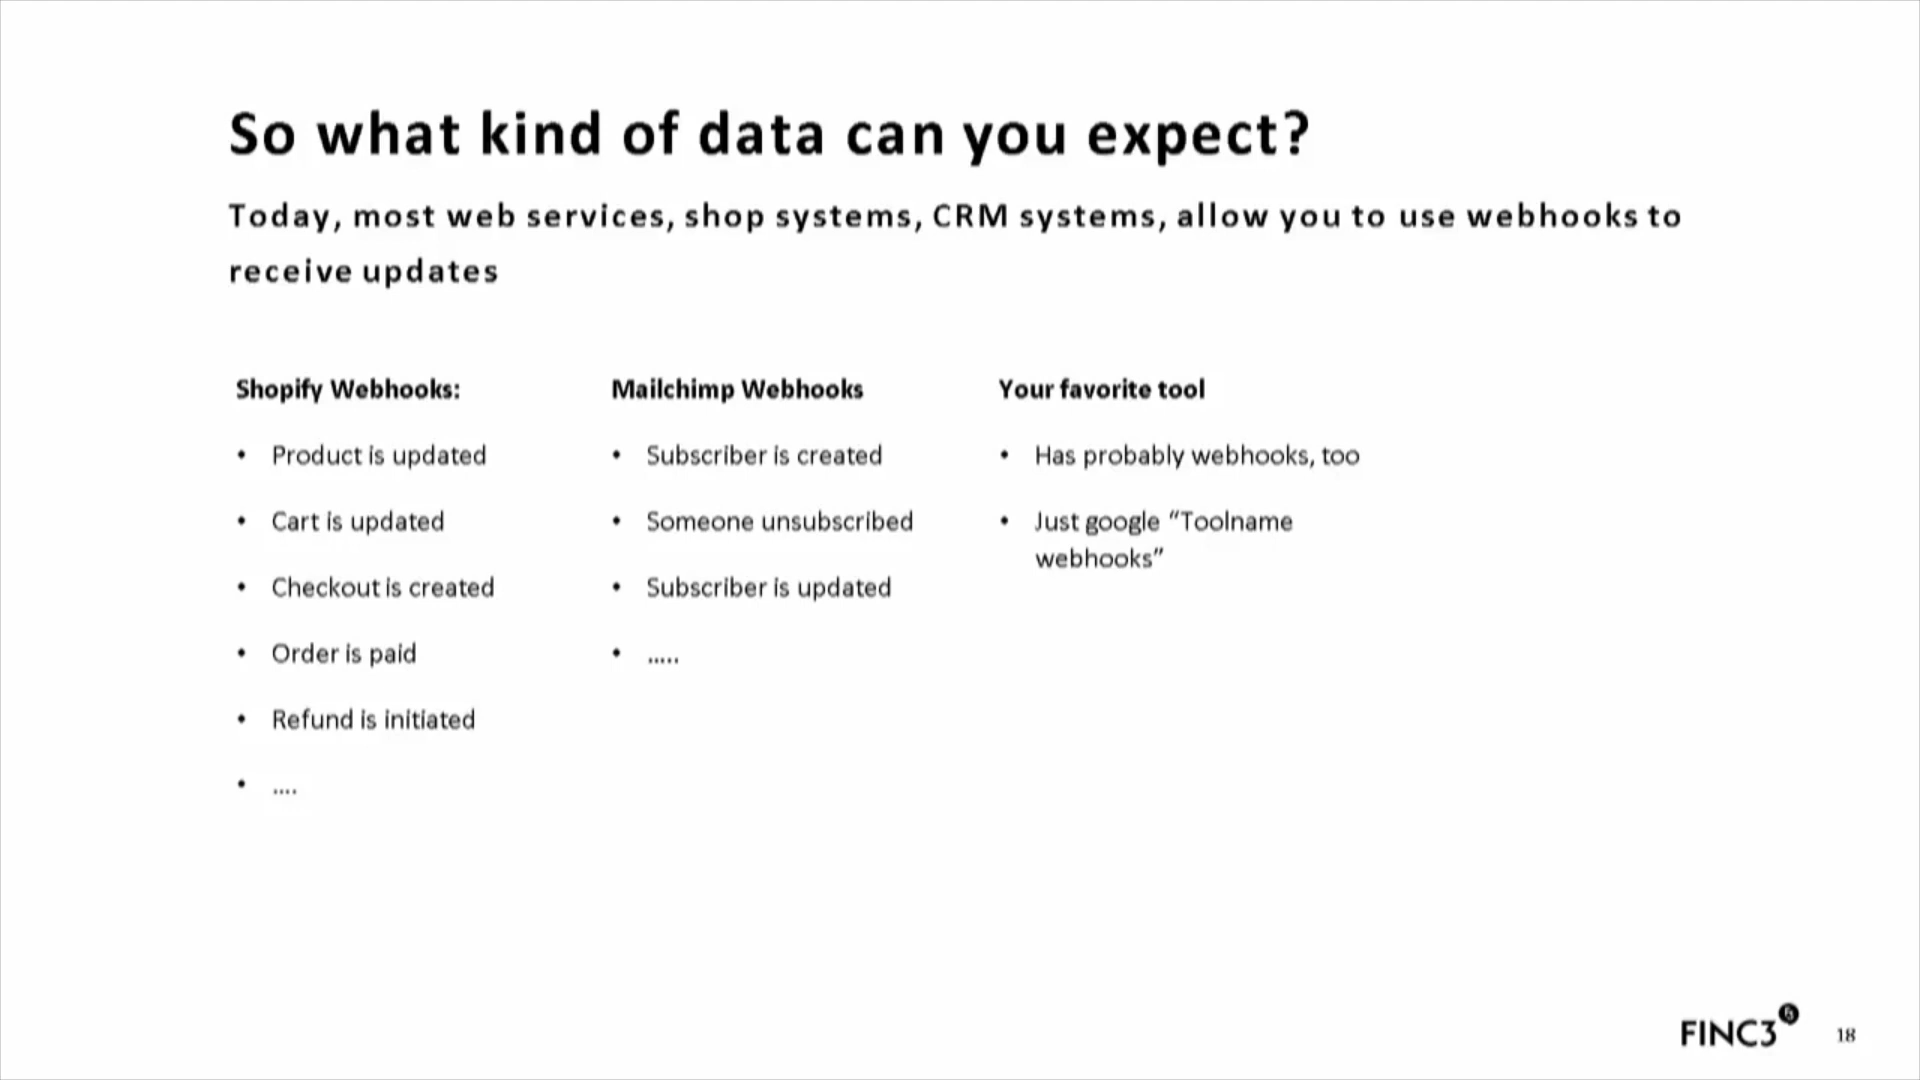 So what kind of data can you expect?
Today, most web services, shop systems, CRM systems, allow you to use webhooks to
receive updates
Shopify Webhooks:
• Product is updated
• Cart is updated
• Checkout is created
• Order is paid
• Refund is initiated
• ....
Mailchimp Webhooks
• Subscriber is created
• Someone unsubscribed
• Subscriber is updated
• .....
Your favorite tool
• Has probably webhooks, too
• Just google “Toolname
webhooks”
FINC3
18